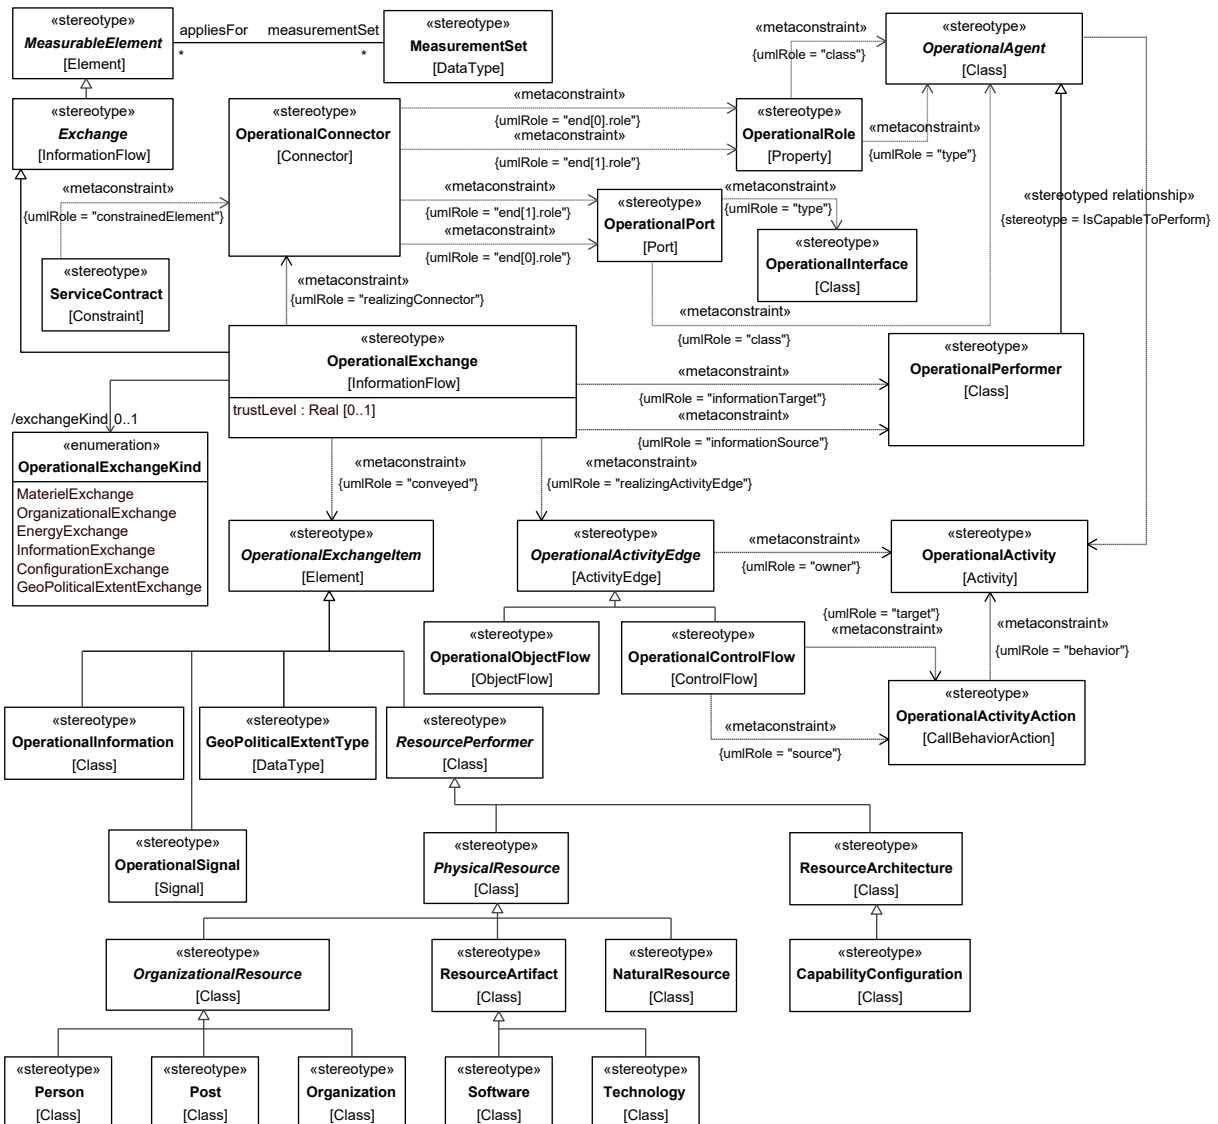 «stereotype»
MeasurableElement
[Element]
appliesFor
measurementSet
*
*
«stereotype»
MeasurementSet
[DataType]
«metaconstraint»
{umlRole = "class"}
«stereotype»
OperationalAgent
[Class]
«stereotype»
Exchange
[InformationFlow]
«stereotype»
OperationalConnector
[Connector]
«metaconstraint»
{umlRole = "end[0].role"}
«metaconstraint»
{umlRole = "end[1].role"}
«stereotype»
OperationalRole
[Property]
«metaconstraint»
{umlRole = "type"}
«metaconstraint»
{umlRole = "constrainedElement"}
«metaconstraint»
{umlRole = "end[1].role"}
«metaconstraint»
{umlRole = "end[0].role"}
«stereotype»
OperationalPort
[Port]
«metaconstraint»
{umlRole = "type"}
«stereotyped relationship»
{stereotype = IsCapableToPerform}
«stereotype»
OperationalInterface
[Class]
«stereotype»
ServiceContract
[Constraint]
«metaconstraint»
{umlRole = "realizingConnector"}
«metaconstraint»
{umlRole = "class"}
«stereotype»
OperationalExchange
[InformationFlow]
trustLevel : Real [0..1]
«metaconstraint»
{umlRole = "informationTarget"}
«metaconstraint»
{umlRole = "informationSource"}
«stereotype»
OperationalPerformer
[Class]
/exchangeKind
0..1
«enumeration»
OperationalExchangeKind
MaterielExchange
OrganizationalExchange
EnergyExchange
InformationExchange
ConfigurationExchange
GeoPoliticalExtentExchange
«metaconstraint»
{umlRole = "conveyed"}
«metaconstraint»
{umlRole = "realizingActivityEdge"}
«stereotype»
OperationalExchangeItem
[Element]
«stereotype»
OperationalActivityEdge
[ActivityEdge]
«metaconstraint»
{umlRole = "owner"}
«stereotype»
OperationalActivity
[Activity]
«stereotype»
OperationalObjectFlow
[ObjectFlow]
«stereotype»
OperationalControlFlow
[ControlFlow]
{umlRole = "target"}
«metaconstraint»
«metaconstraint»
{umlRole = "behavior"}
«metaconstraint»
{umlRole = "source"}
«stereotype»
OperationalActivityAction
[CallBehaviorAction]
«stereotype»
OperationalInformation
[Class]
«stereotype»
GeoPoliticalExtentType
[DataType]
«stereotype»
ResourcePerformer
[Class]
«stereotype»
OperationalSignal
[Signal]
«stereotype»
PhysicalResource
[Class]
«stereotype»
ResourceArchitecture
[Class]
«stereotype»
OrganizationalResource
[Class]
«stereotype»
ResourceArtifact
[Class]
«stereotype»
NaturalResource
[Class]
«stereotype»
CapabilityConfiguration
[Class]
«stereotype»
Person
[Class]
«stereotype»
Post
[Class]
«stereotype»
Organization
[Class]
«stereotype»
Software
[Class]
«stereotype»
Technology
[Class]